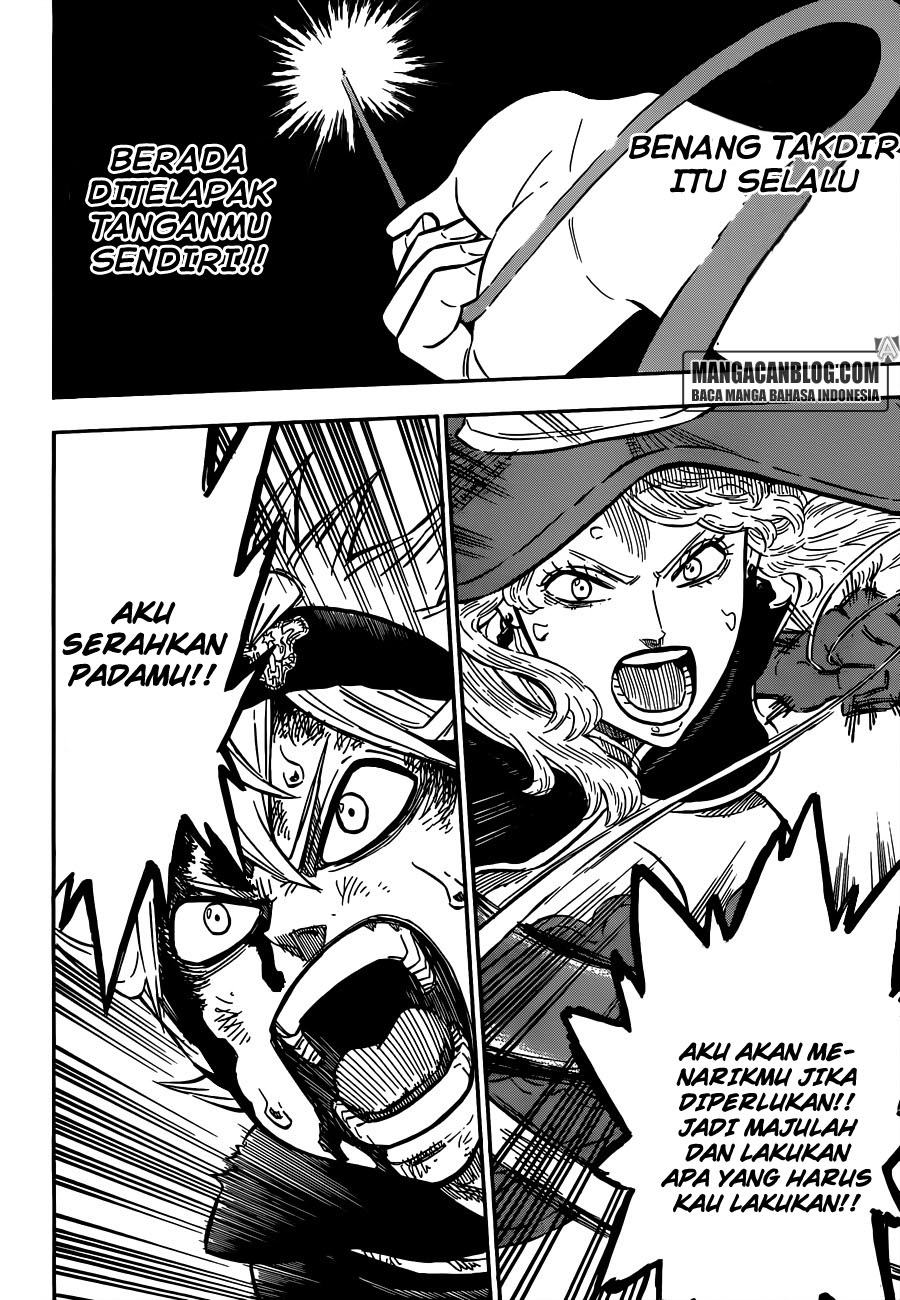 BENANG TAKDIR
ITU SELALU
BERADA
DITELAPAK
TANGANMU
SENDIRI!!
MANGACANBLOG.COM
BACA MANGA BAHASA INDONESIA
AKU AKAN ME-
NARIKMU JIKA
DIPERLUKAN!!
JADI MAJULAH
DAN LAKUKAN
APA YANG HARUS
KAU LAKUKAN!!
AKU
SERAHKAN
PADAMU!!